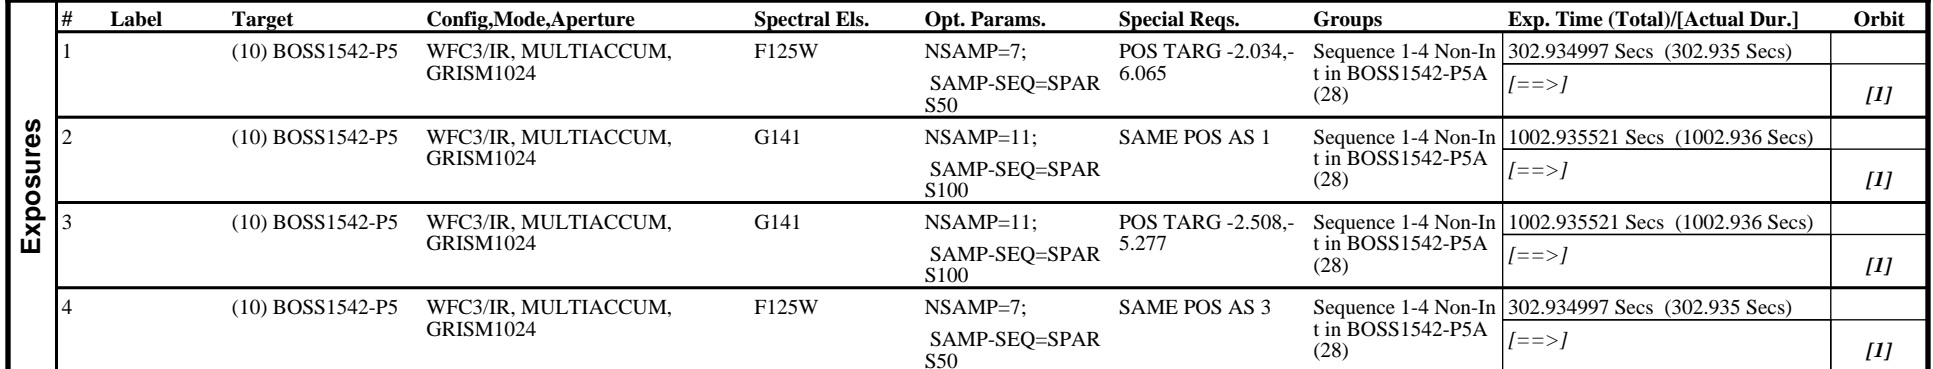 # Label Target Config,Mode,Aperture Spectral Els. Opt. Params. Special Reqs. Groups Exp. Time (Total)/[Actual Dur.] Orbit
Exposures
1 (10) BOSS1542-P5 WFC3/IR, MULTIACCUM, F125W NSAMP=7; POS TARG -2.034,- Sequence 1-4 Non-In 302.934997 Secs (302.935 Secs)
GRISM1024 6.065 t in BOSS1542-P5A
SAMP-SEQ=SPAR (28) [==>]
S50 [1]
2 (10) BOSS1542-P5 WFC3/IR, MULTIACCUM, G141 NSAMP=11; SAME POS AS 1 Sequence 1-4 Non-In 1002.935521 Secs (1002.936 Secs)
GRISM1024 t in BOSS1542-P5A
SAMP-SEQ=SPAR (28) [==>]
S100 [1]
3 (10) BOSS1542-P5 WFC3/IR, MULTIACCUM, G141 NSAMP=11; POS TARG -2.508,- Sequence 1-4 Non-In 1002.935521 Secs (1002.936 Secs)
GRISM1024 5.277 t in BOSS1542-P5A
SAMP-SEQ=SPAR (28) [==>]
S100 [1]
4 (10) BOSS1542-P5 WFC3/IR, MULTIACCUM, F125W NSAMP=7; SAME POS AS 3 Sequence 1-4 Non-In 302.934997 Secs (302.935 Secs)
GRISM1024 t in BOSS1542-P5A
SAMP-SEQ=SPAR (28) [==>]
S50 [1]